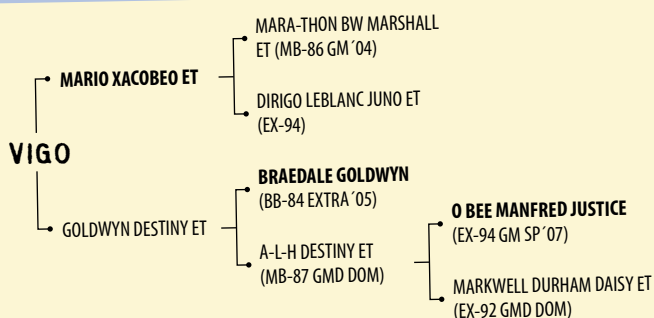 MARA-THON BW MARSHALL
ET (MB-86 GM ´04)
MARIO XACOBEO ET
DIRIGO LEBLANC JUNO ET
(EX-94)
VIGO
BRAEDALE GOLDWYN
(BB-84 EXTRA´05)
GOLDWYN DESTINY ET
O BEE MANFRED JUSTICE
(EX-94 GM SP´07)
A-L-H DESTINY ET
(MB-87 GMD DOM)
MARKWELL DURHAM DAISY ET
(EX-92 GMD DOM)